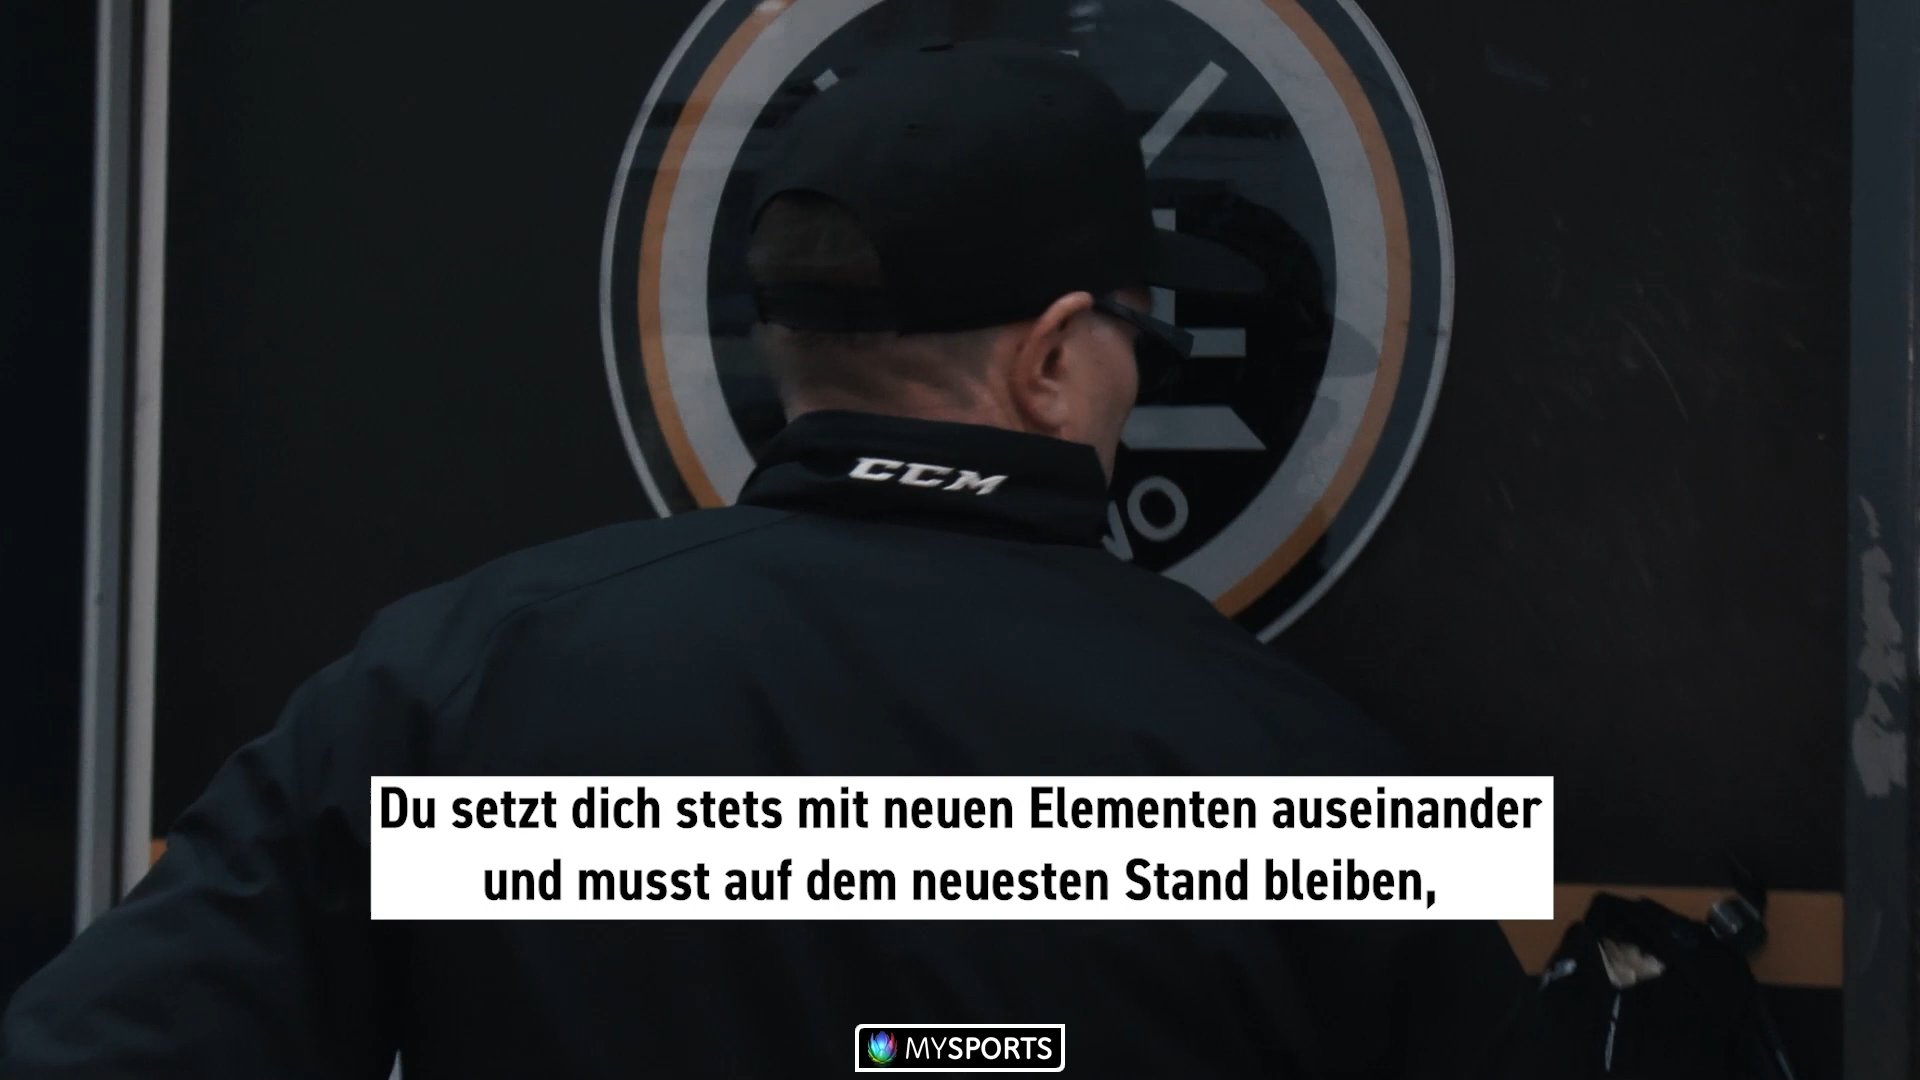 CCM
Du setzt dich stets mit neuen Elementen auseinander
und musst auf dem neuesten Stand bleiben,
MYSPORTS